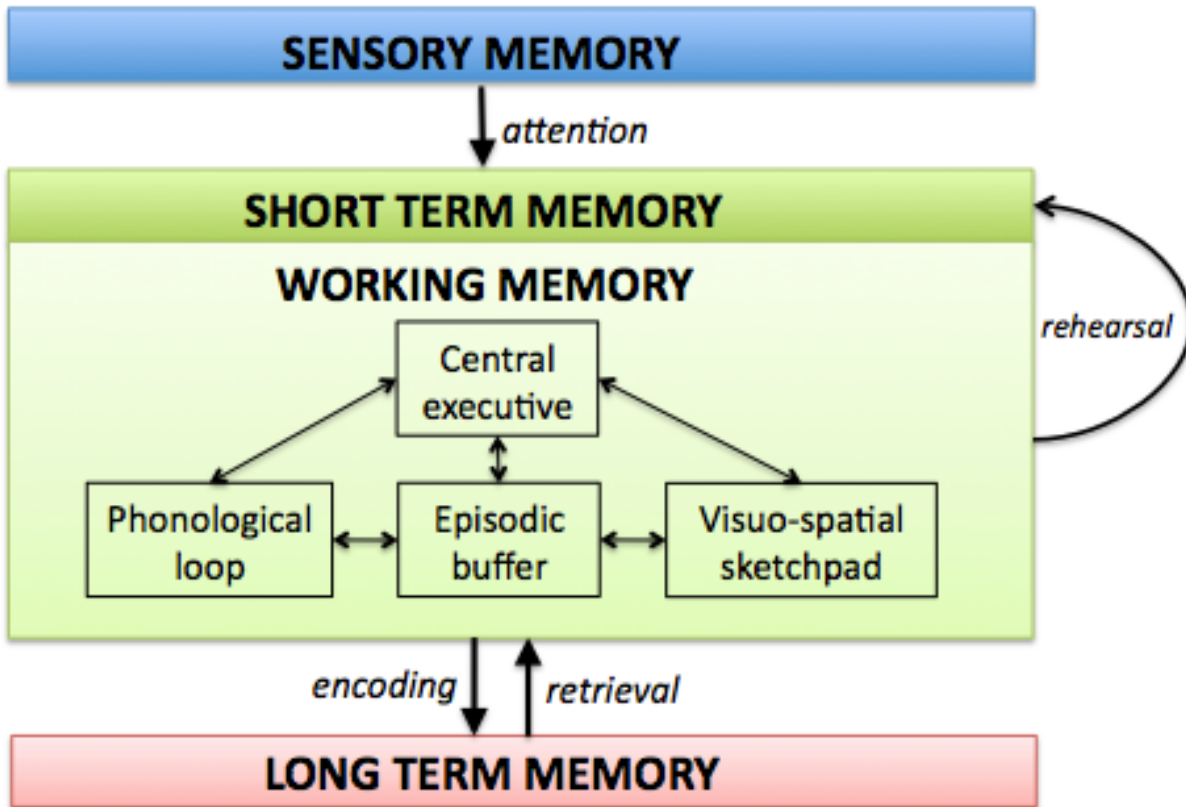 SENSORY MEMORY
attention
SHORT TERM MEMORY
WORKING MEMORY
rehearsal
Central
executive
Phonological
loop
Episodic
buffer
Visuo-spatial
sketchpad
encoding
retrieval
LONG TERM MEMORY